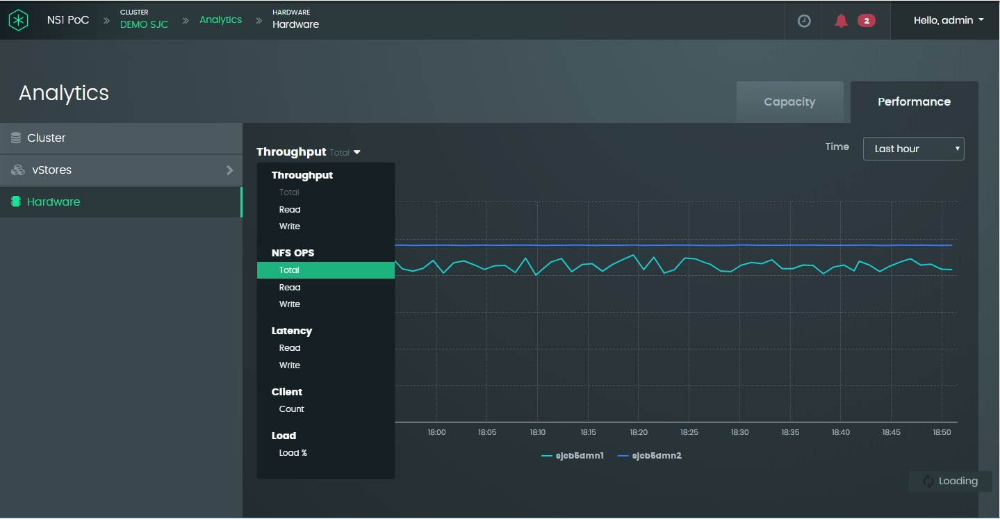 NS1 PoC » CLUSTER DEMO SJC » Analytics » HARDWARE Hardware
2
Hello, admin
Analytics
Capacity
Performance
Cluster
vStores
Hardware
Throughput Total
Time
Last hour
Throughput
Total
Read
Write
NFS OPS
Total
Read
Write
Latency
Read
Write
Client
Count
Load
Load %
18:00 18:05 18:10 18:15 18:20 18:25 18:30 18:35 18:40 18:45 18:50
sjcb5dmn1 sjcb5dmn2
Loading